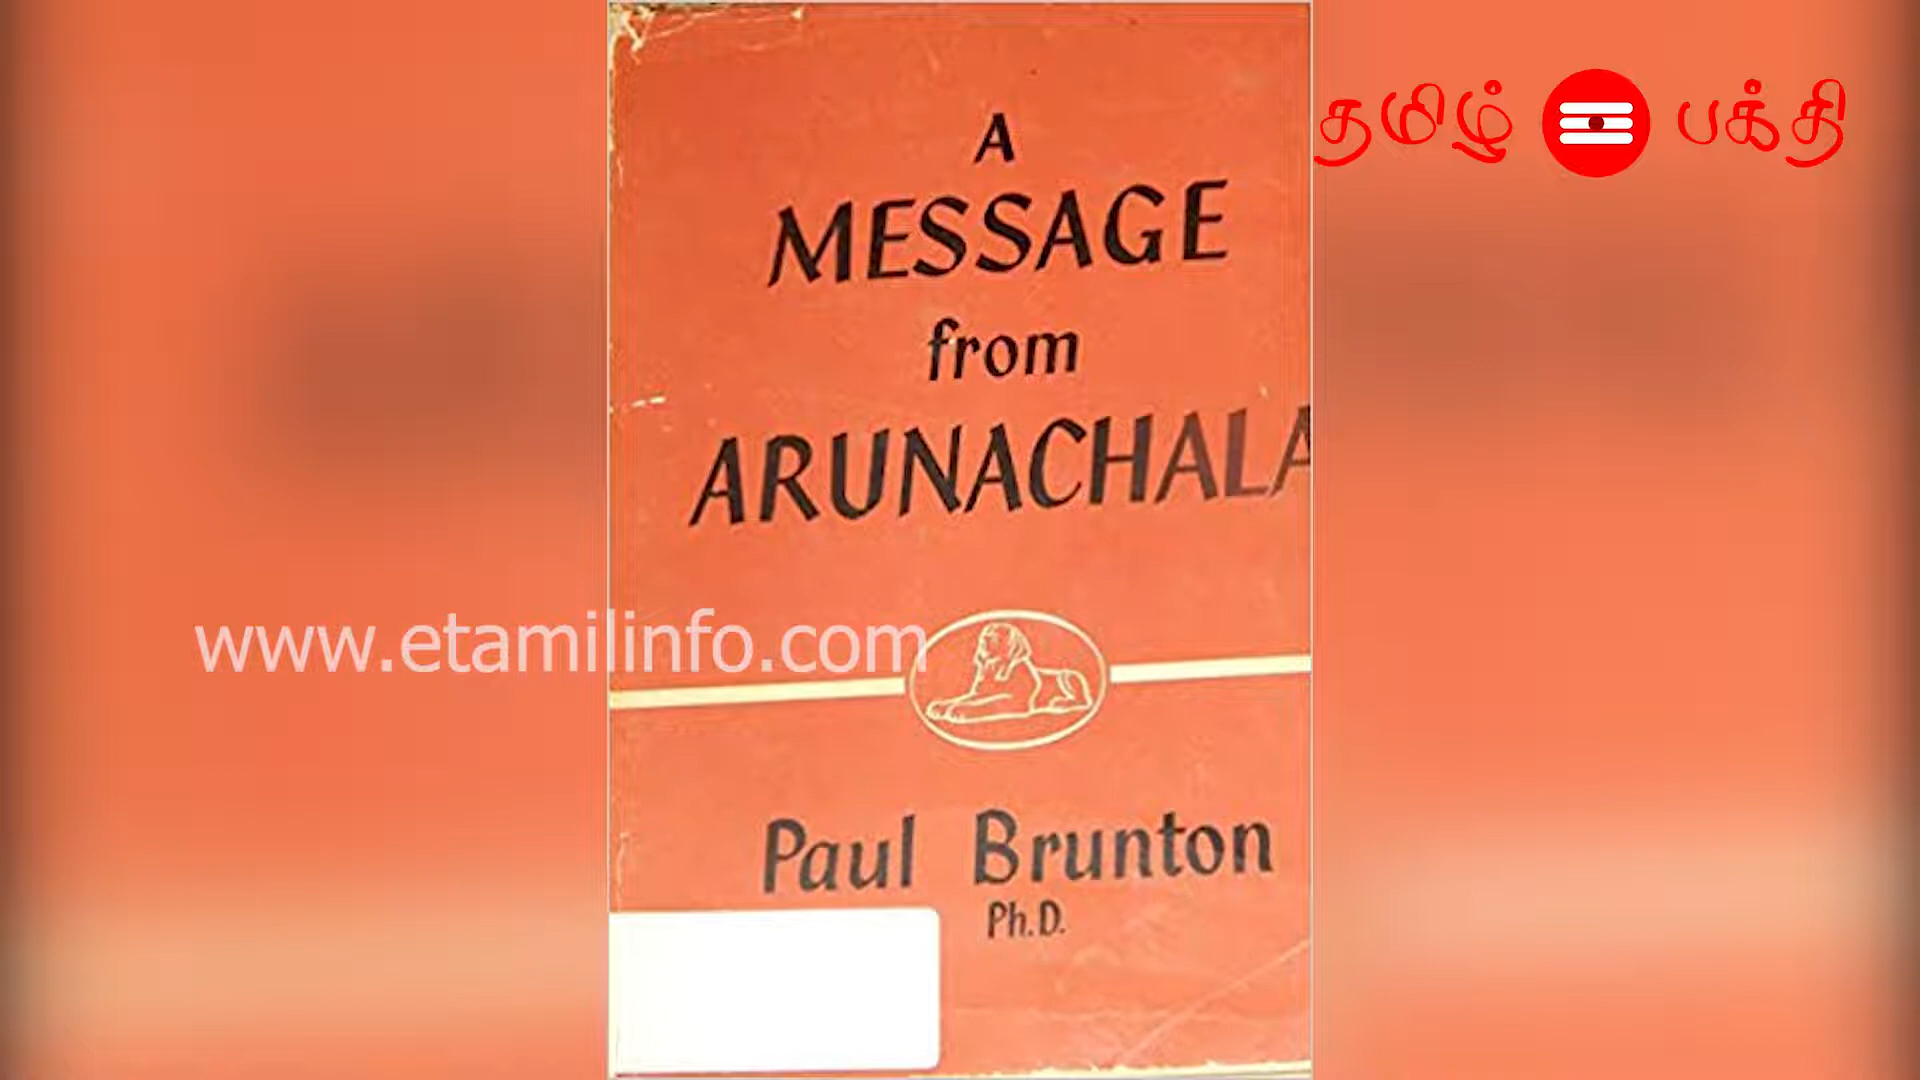 தமிழ் பக்தி
A
MESSAGE
from
ARUNACHALA
www.etamilinfo.com
Paul Brunton
Ph.D.